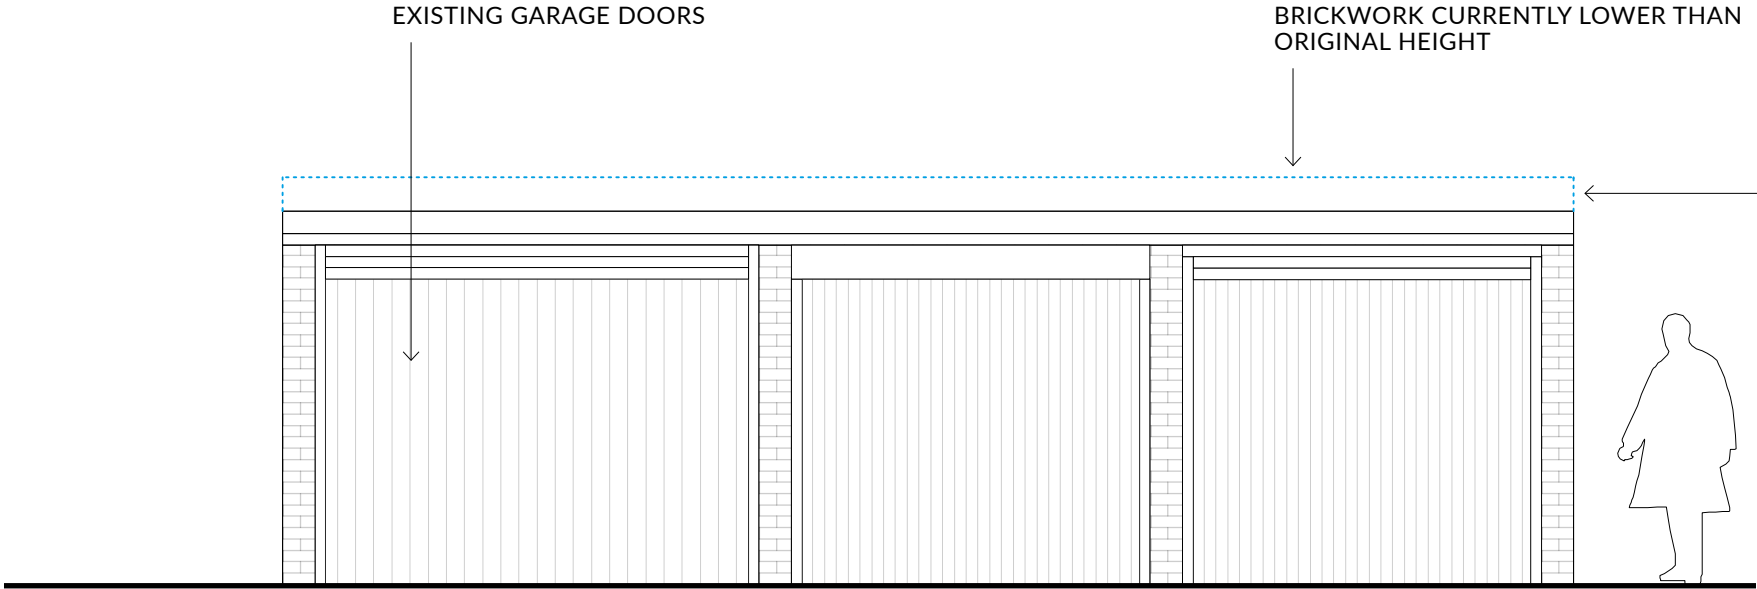 EXISTING GARAGE DOORS
BRICKWORK CURRENTLY LOWER THAN
ORIGINAL HEIGHT